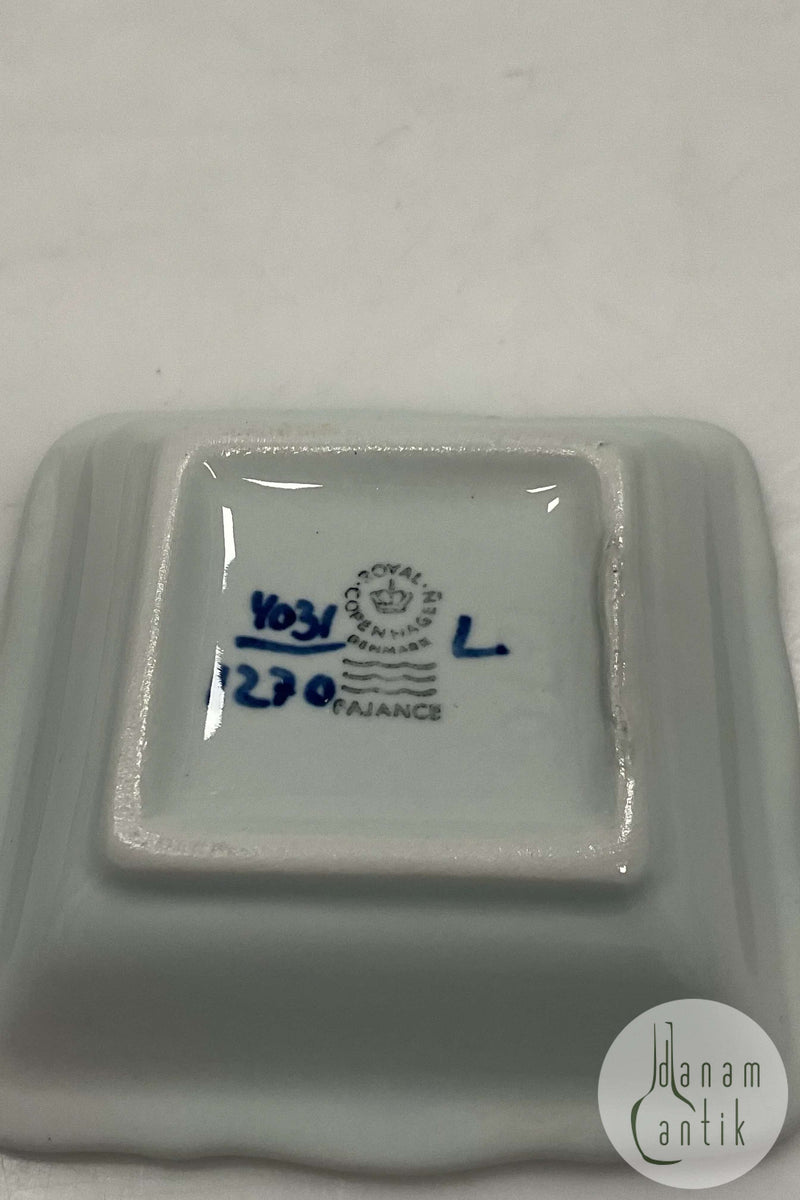 ROYAL · COPENHAGEN
DENMARK
4031
1270
L.
FAJANCE
danam
antik